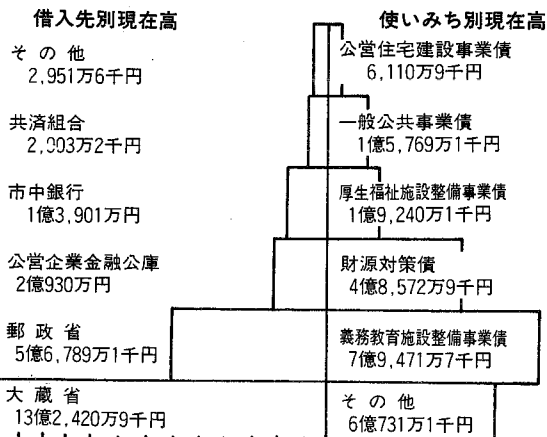 借入先別現在高
その他
2,951万6千円
共済組合
2,903万2千円
市中銀行
1億3,901万円
公営企業金融公庫
2億930万円
郵政省
5億6,789万1千円
大蔵省
13億2,420万9千円
使いみち別現在高
公営住宅建設事業債
6,110万9千円
一般公共事業債
1億5,769万1千円
厚生福祉施設整備事業債
1億9,240万1千円
財源対策債
4億8,572万9千円
義務教育施設整備事業債
7億9,471万7千円
その他
6億731万1千円